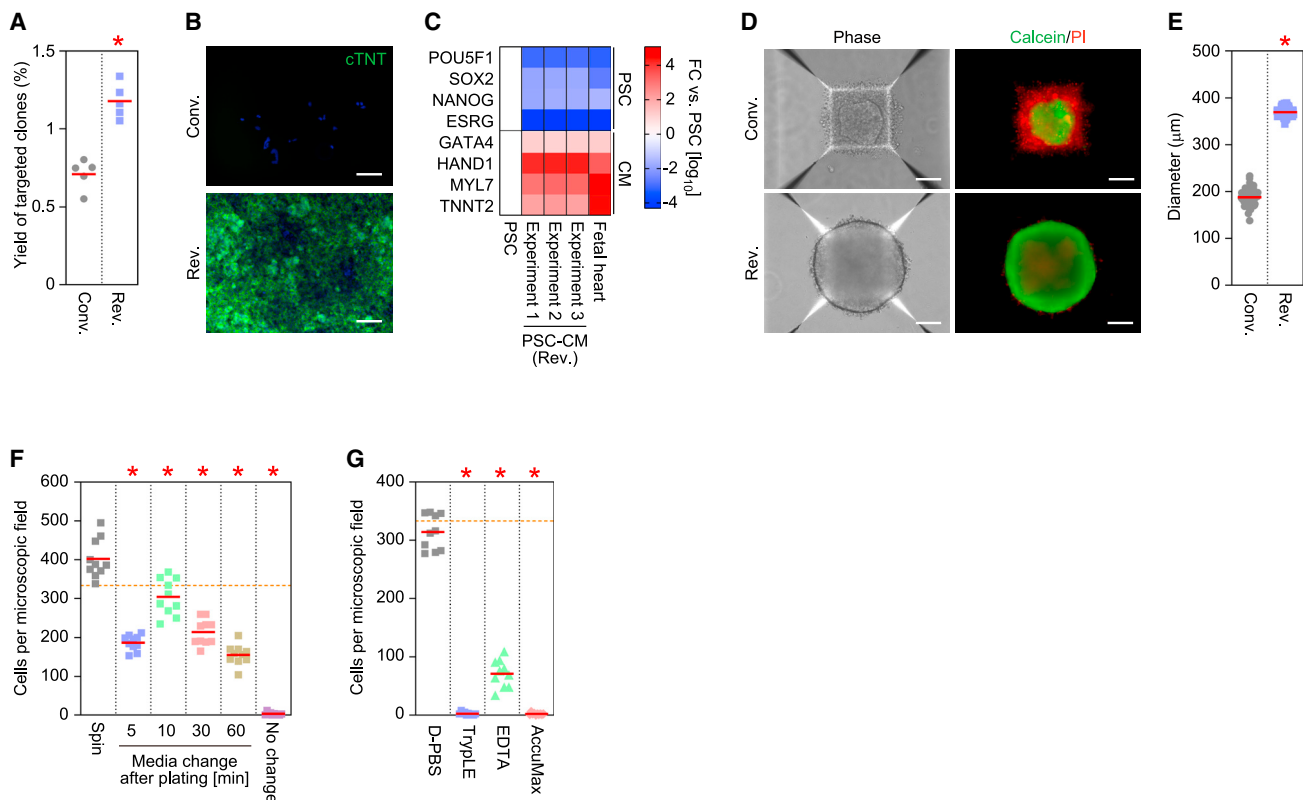 A
*
Yield of targeted clones (%)
1.5
1
0.5
0
Conv.
Rev.
B
cTNT
Conv.
Rev.
C
POU5F1
SOX2
NANOG
ESRG
GATA4
HAND1
MYL7
TNNT2
PSC
CM
PSC
Experiment 1
Experiment 2
Experiment 3
Fetal heart
PSC-CM
(Rev.)
4
2
0
-2
-4
FC vs. PSC [log10]
D
Phase
Calcein/PI
Conv.
Rev.
E
*
Diameter (μm)
500
400
300
200
100
0
Conv.
Rev.
F
* * * * *
Cells per microscopic field
600
500
400
300
200
100
0
Spin
5 10 30 60
No change
Media change
after plating [min]
G
* * *
Cells per microscopic field
400
300
200
100
0
D-PBS
TrypLE
EDTA
AccuMax